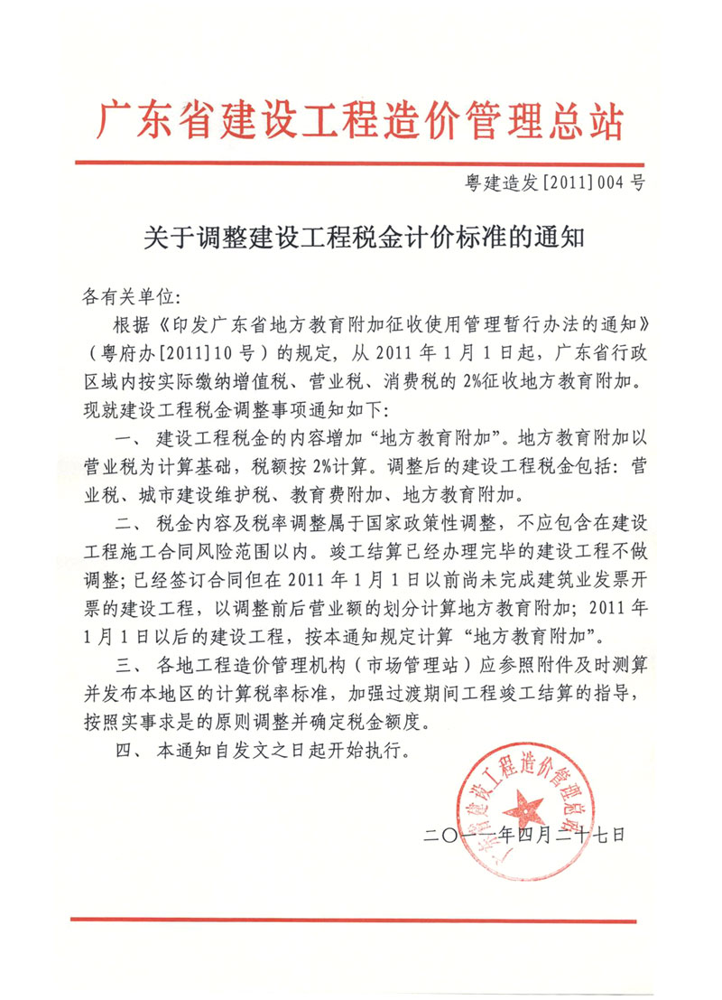 广东省建设工程造价管理总站
粤建造发[2011]004 号
关于调整建设工程税金计价标准的通知
各有关单位：
根据《印发广东省地方教育附加征收使用管理暂行办法的通知》
（粤府办[2011]10 号）的规定，从 2011 年 1 月 1 日起，广东省行政
区域内按实际缴纳增值税、营业税、消费税的 2%征收地方教育附加。
现就建设工程税金调整事项通知如下：
一、 建设工程税金的内容增加“地方教育附加”。地方教育附加以
营业税为计算基础，税额按 2%计算。调整后的建设工程税金包括：营
业税、城市建设维护税、教育费附加、地方教育附加。
二、 税金内容及税率调整属于国家政策性调整，不应包含在建设
工程施工合同风险范围以内。竣工结算已经办理完毕的建设工程不做
调整；已经签订合同但在 2011 年 1 月 1 日以前尚未完成建筑业发票开
票的建设工程，以调整前后营业额的划分计算地方教育附加；2011 年
1 月 1 日以后的建设工程，按本通知规定计算“地方教育附加”。
三、 各地工程造价管理机构（市场管理站）应参照附件及时测算
并发布本地区的计算税率标准，加强过渡期间工程竣工结算的指导，
按照实事求是的原则调整并确定税金额度。
四、 本通知自发文之日起开始执行。
广东省建设工程造价管理总站
二〇一一年四月二十七日